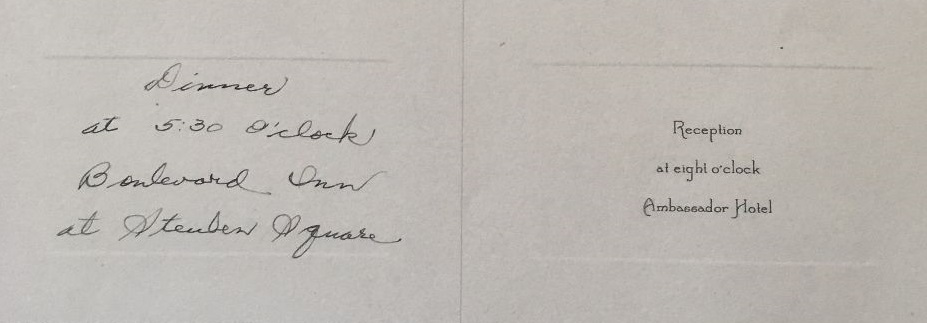 Dinner
at 5:30 O'clock
Boulevard Inn
at Steuben Square
Reception
at eight o'clock
Ambassador Hotel